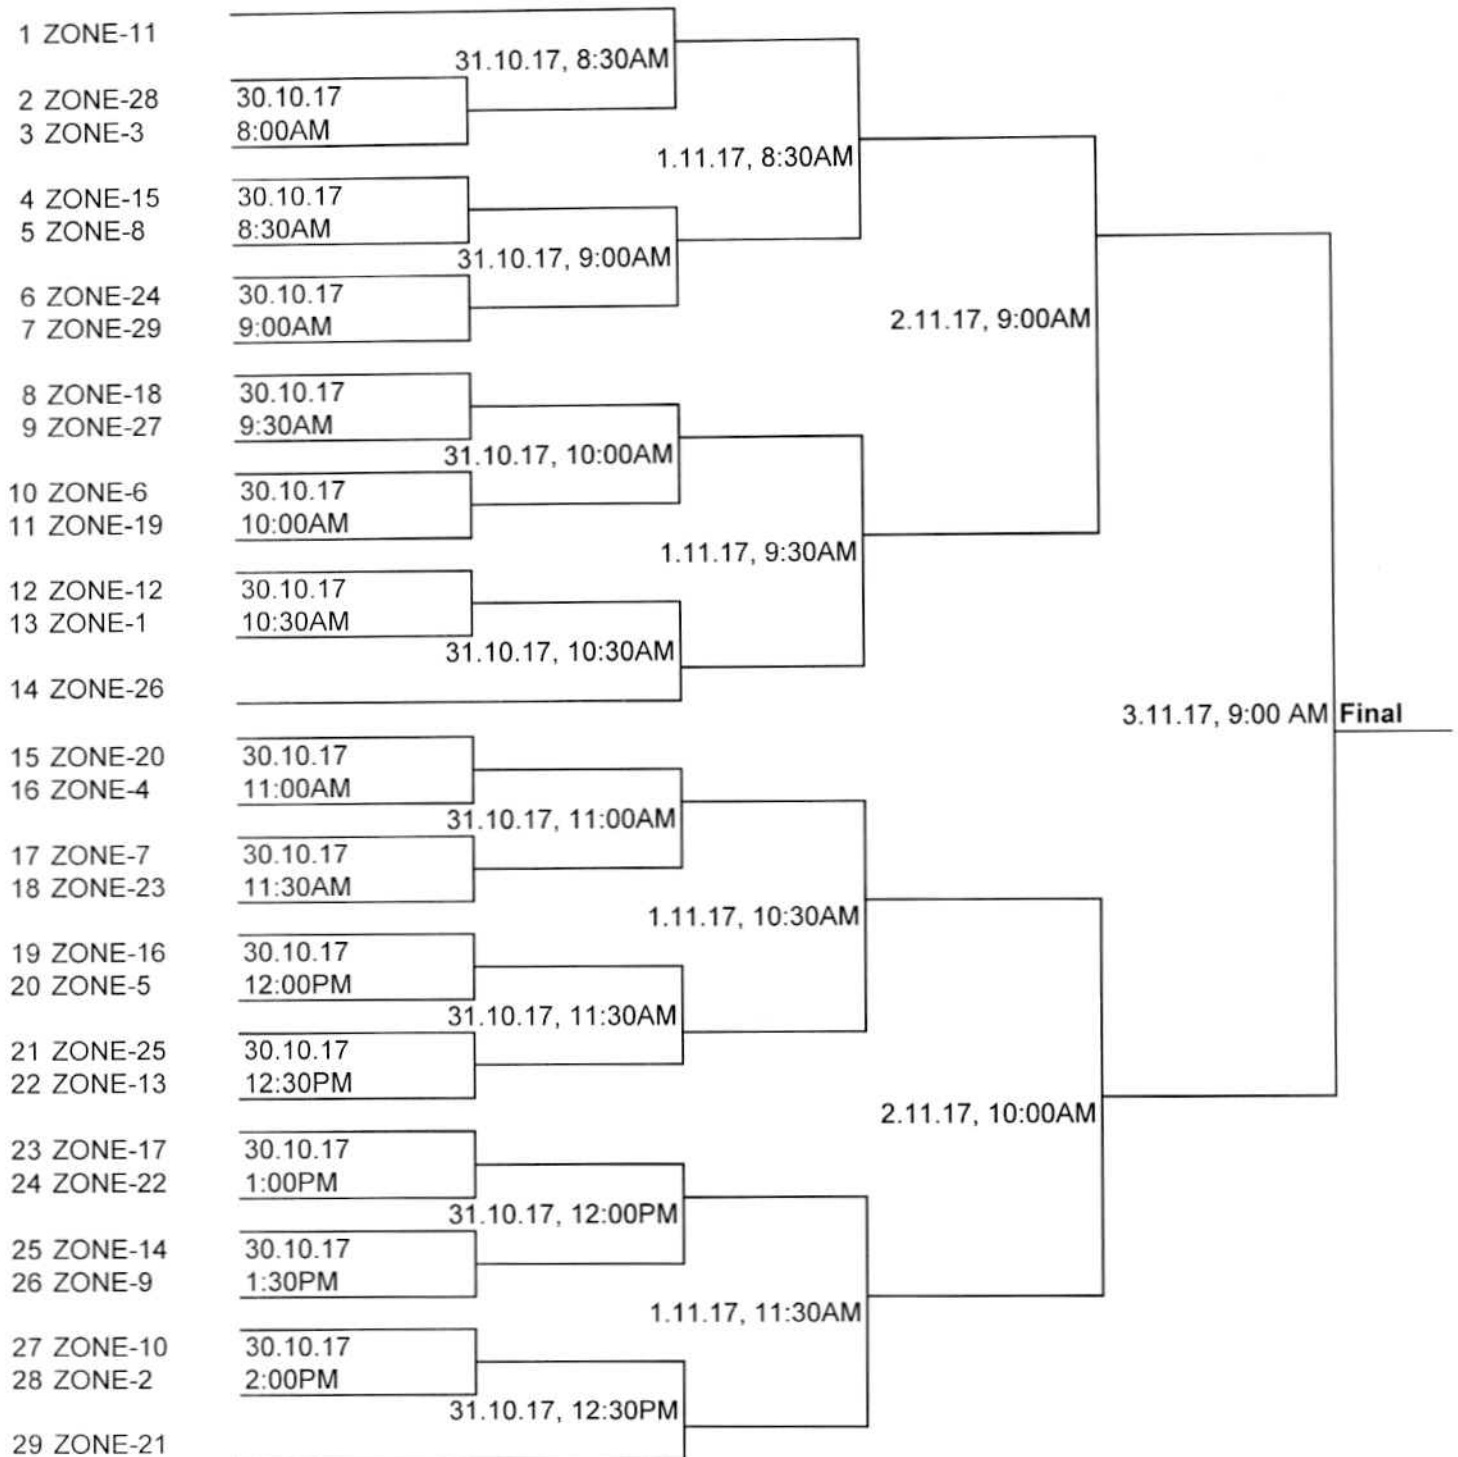 1 ZONE-11
31.10.17, 8:30AM
2 ZONE-28 30.10.17
3 ZONE-3 8:00AM
1.11.17, 8:30AM
4 ZONE-15 30.10.17
5 ZONE-8 8:30AM
31.10.17, 9:00AM
6 ZONE-24 30.10.17
7 ZONE-29 9:00AM
2.11.17, 9:00AM
8 ZONE-18 30.10.17
9 ZONE-27 9:30AM
31.10.17, 10:00AM
10 ZONE-6 30.10.17
11 ZONE-19 10:00AM
1.11.17, 9:30AM
12 ZONE-12 30.10.17
13 ZONE-1 10:30AM
31.10.17, 10:30AM
14 ZONE-26
3.11.17, 9:00 AM Final
15 ZONE-20 30.10.17
16 ZONE-4 11:00AM
31.10.17, 11:00AM
17 ZONE-7 30.10.17
18 ZONE-23 11:30AM
1.11.17, 10:30AM
19 ZONE-16 30.10.17
20 ZONE-5 12:00PM
31.10.17, 11:30AM
21 ZONE-25 30.10.17
22 ZONE-13 12:30PM
2.11.17, 10:00AM
23 ZONE-17 30.10.17
24 ZONE-22 1:00PM
31.10.17, 12:00PM
25 ZONE-14 30.10.17
26 ZONE-9 1:30PM
1.11.17, 11:30AM
27 ZONE-10 30.10.17
28 ZONE-2 2:00PM
31.10.17, 12:30PM
29 ZONE-21